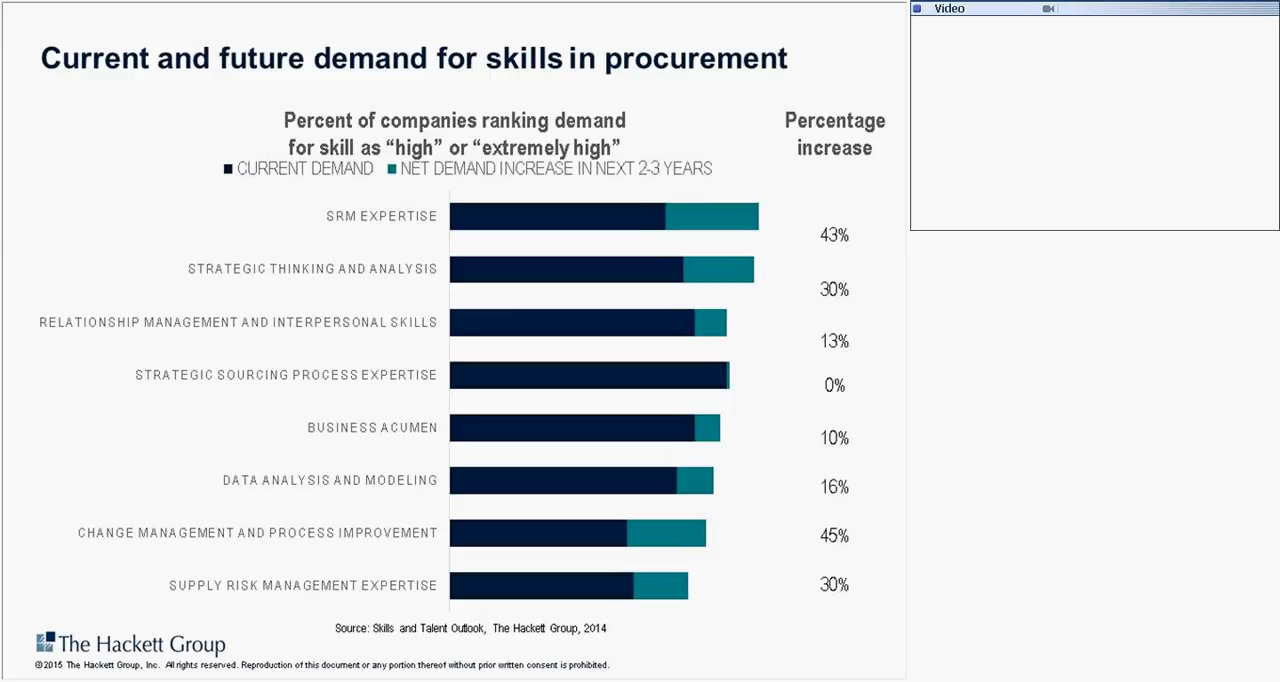 Video
Current and future demand for skills in procurement
Percent of companies ranking demand
for skill as “high” or “extremely high”
Percentage
increase
CURRENT DEMAND NET DEMAND INCREASE IN NEXT 2-3 YEARS
SRM EXPERTISE
43%
STRATEGIC THINKING AND ANALYSIS
30%
RELATIONSHIP MANAGEMENT AND INTERPERSONAL SKILLS
13%
STRATEGIC SOURCING PROCESS EXPERTISE
0%
BUSINESS ACUMEN
10%
DATA ANALYSIS AND MODELING
16%
CHANGE MANAGEMENT AND PROCESS IMPROVEMENT
45%
SUPPLY RISK MANAGEMENT EXPERTISE
30%
Source: Skills and Talent Outlook, The Hackett Group, 2014
The Hackett Group
©2015 The Hackett Group, Inc. All rights reserved. Reproduction of this document or any portion thereof without prior written consent is prohibited.